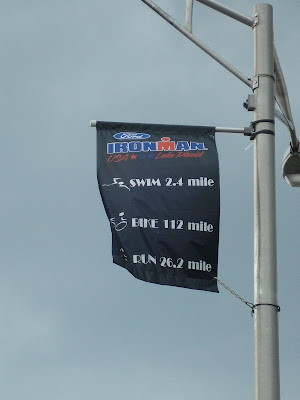 Ford
IRONMAN
USA Lake Placid
SWIM 2.4 mile
BIKE 112 mile
RUN 26.2 mile